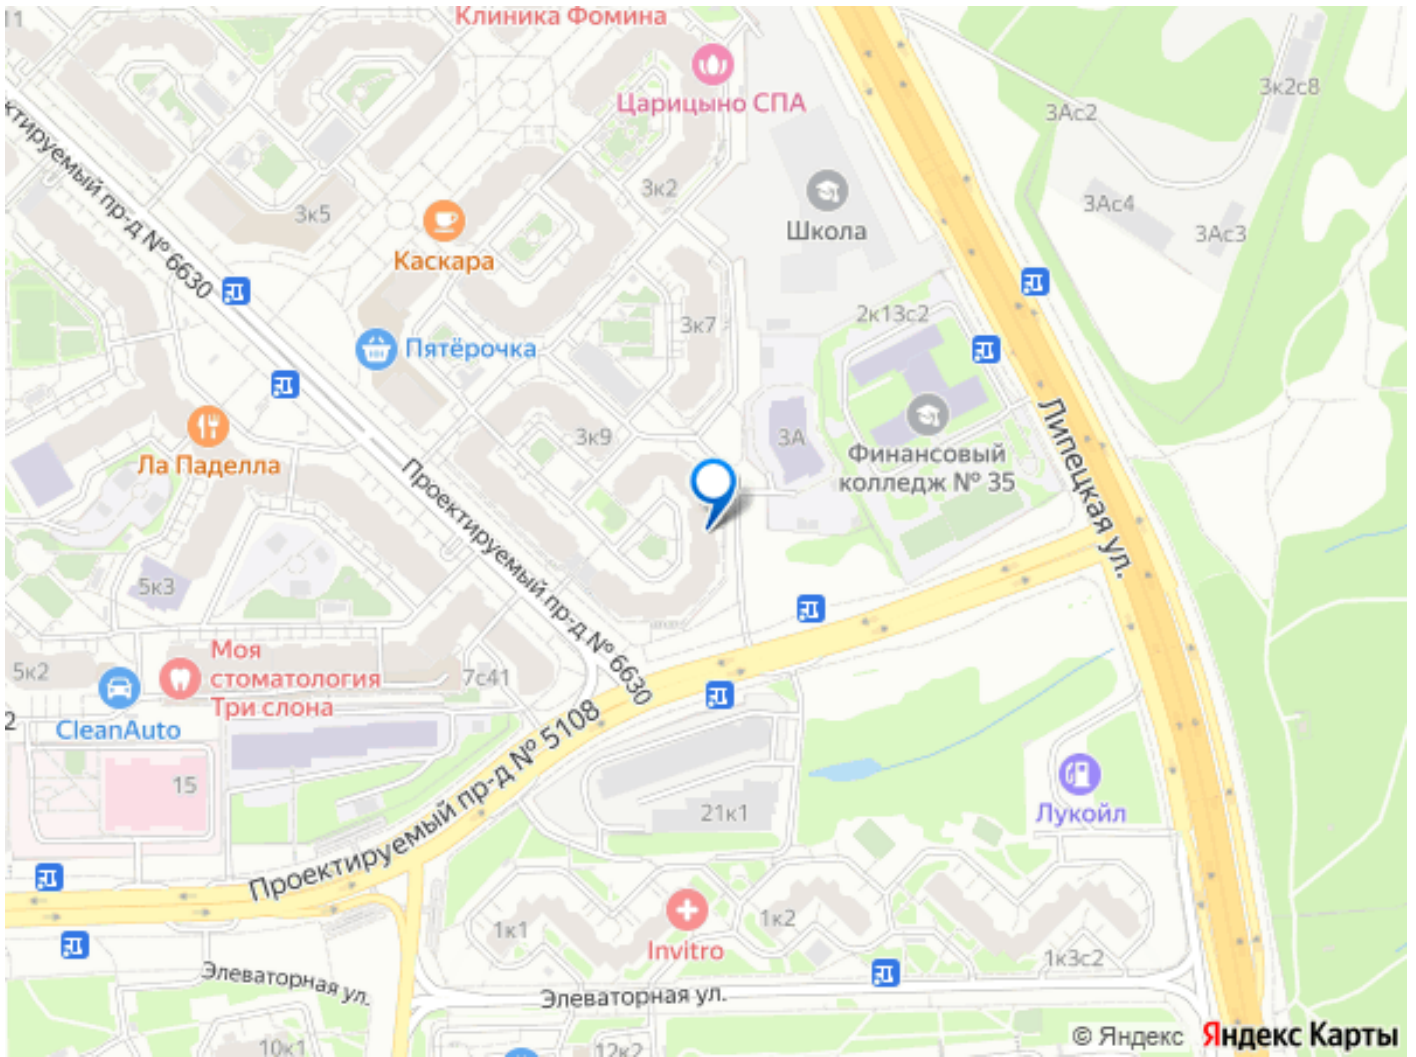 11
Клиника Фомина
Царицыно СПА
3к2с8
3Ас2
3к2
3к5
Школа
3Ас4
3Ас3
Каскара
ктируемый пр-д № 6630
2к13с2
3к7
Пятёрочка
Липецкая ул.
3к9
3А
Ла Паделла
Финансовый
колледж № 35
Проектируемый пр-д № 6630
5к3
Моя
стоматология
Три слона
5к2
7с41
2
CleanAuto
Проектируемый пр-д № 5108
15
21к1
Лукойл
1к1
1к2
Invitro
1к3с2
Элеваторная ул.
Элеваторная ул.
10к1
12к2
© Яндекс Яндекс Карты